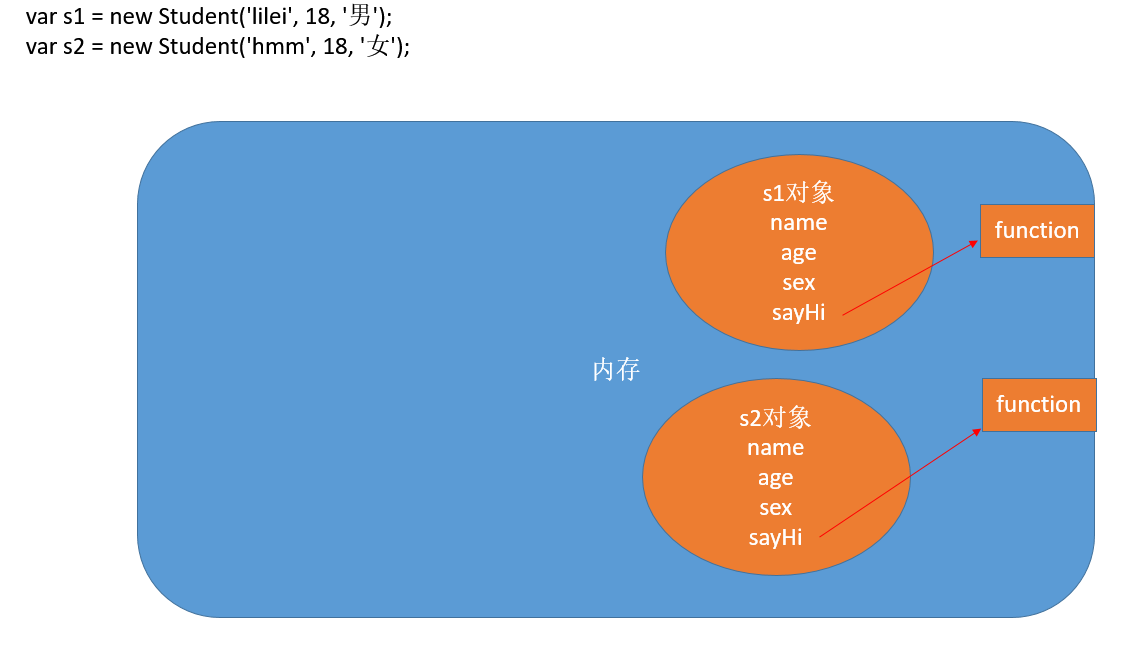 var s1 = new Student('lilei', 18, '男');
var s2 = new Student('hmm', 18, '女');
s1对象
name
age
sex
sayHi
function
内存
s2对象
name
age
sex
sayHi
function